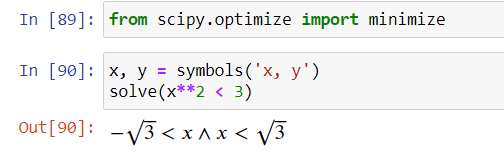 In [89]: from scipy.optimize import minimize
In [90]: x, y = symbols('x, y')
solve(x**2 < 3)
Out[90]: −√3 < x ∧ x < √3